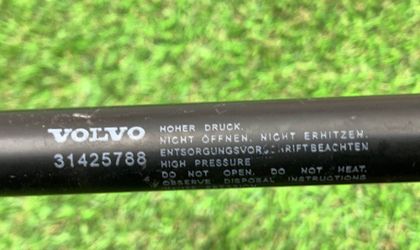 VOLVO
31425788
HOHER DRUCK.
NICHT ÖFFNEN. NICHT ERHITZEN.
ENTSORGUNGSVORSCHRIFT BEACHTEN
HIGH PRESSURE
DO NOT OPEN. DO NOT HEAT.
OBSERVE DISPOSAL INSTRUCTIONS